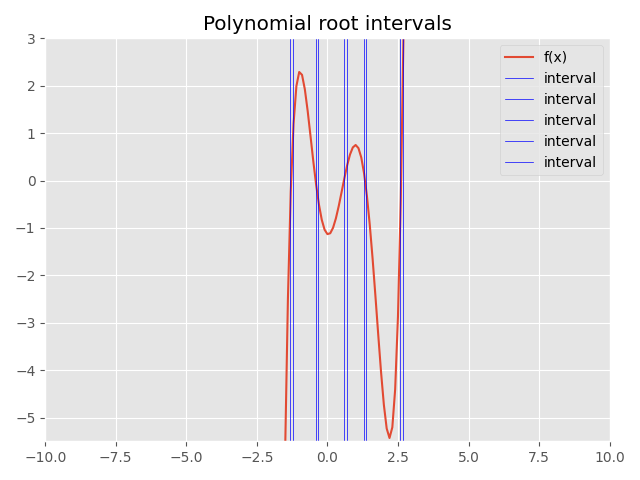 Polynomial root intervals
f(x)
interval
interval
interval
interval
interval
3
2
1
0
−1
−2
−3
−4
−5
−10.0 −7.5 −5.0 −2.5 0.0 2.5 5.0 7.5 10.0